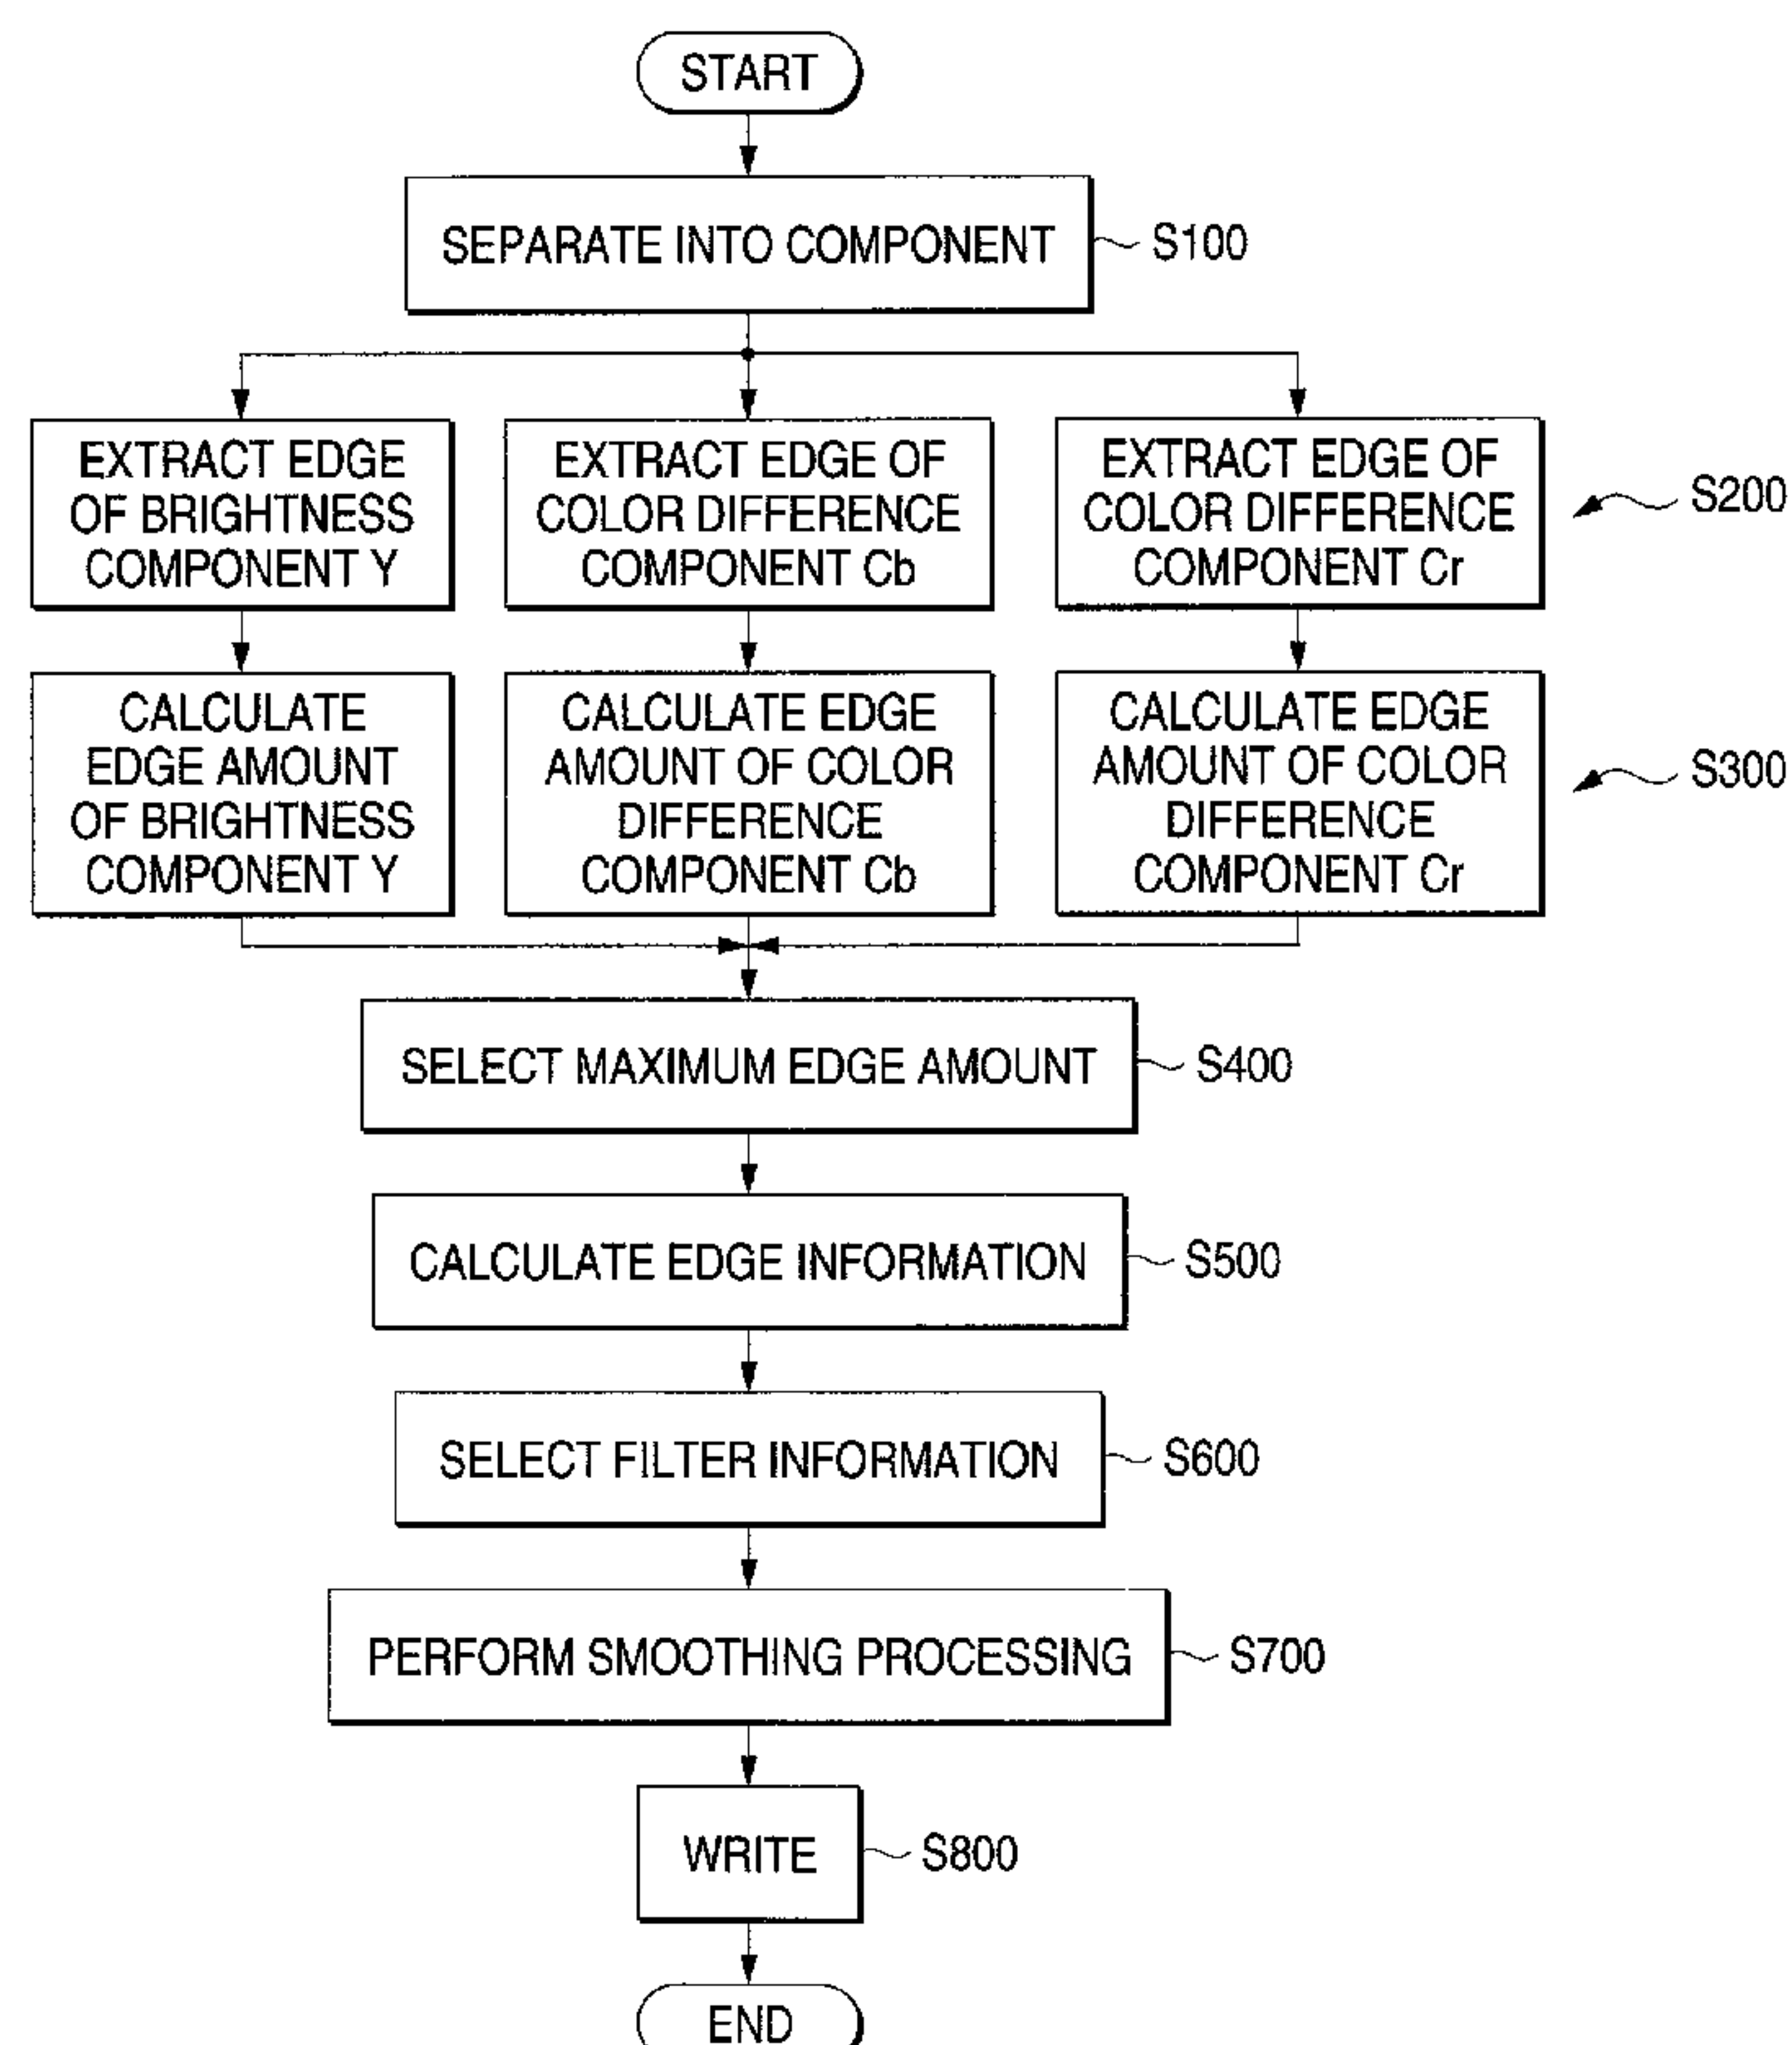 START
SEPARATE INTO COMPONENT
S100
EXTRACT EDGE
OF BRIGHTNESS
COMPONENT Y
EXTRACT EDGE OF
COLOR DIFFERENCE
COMPONENT Cb
EXTRACT EDGE OF
COLOR DIFFERENCE
COMPONENT Cr
S200
CALCULATE
EDGE AMOUNT
OF BRIGHTNESS
COMPONENT Y
CALCULATE EDGE
AMOUNT OF COLOR
DIFFERENCE
COMPONENT Cb
CALCULATE EDGE
AMOUNT OF COLOR
DIFFERENCE
COMPONENT Cr
S300
SELECT MAXIMUM EDGE AMOUNT
S400
CALCULATE EDGE INFORMATION
S500
SELECT FILTER INFORMATION
S600
PERFORM SMOOTHING PROCESSING
S700
WRITE
S800
END